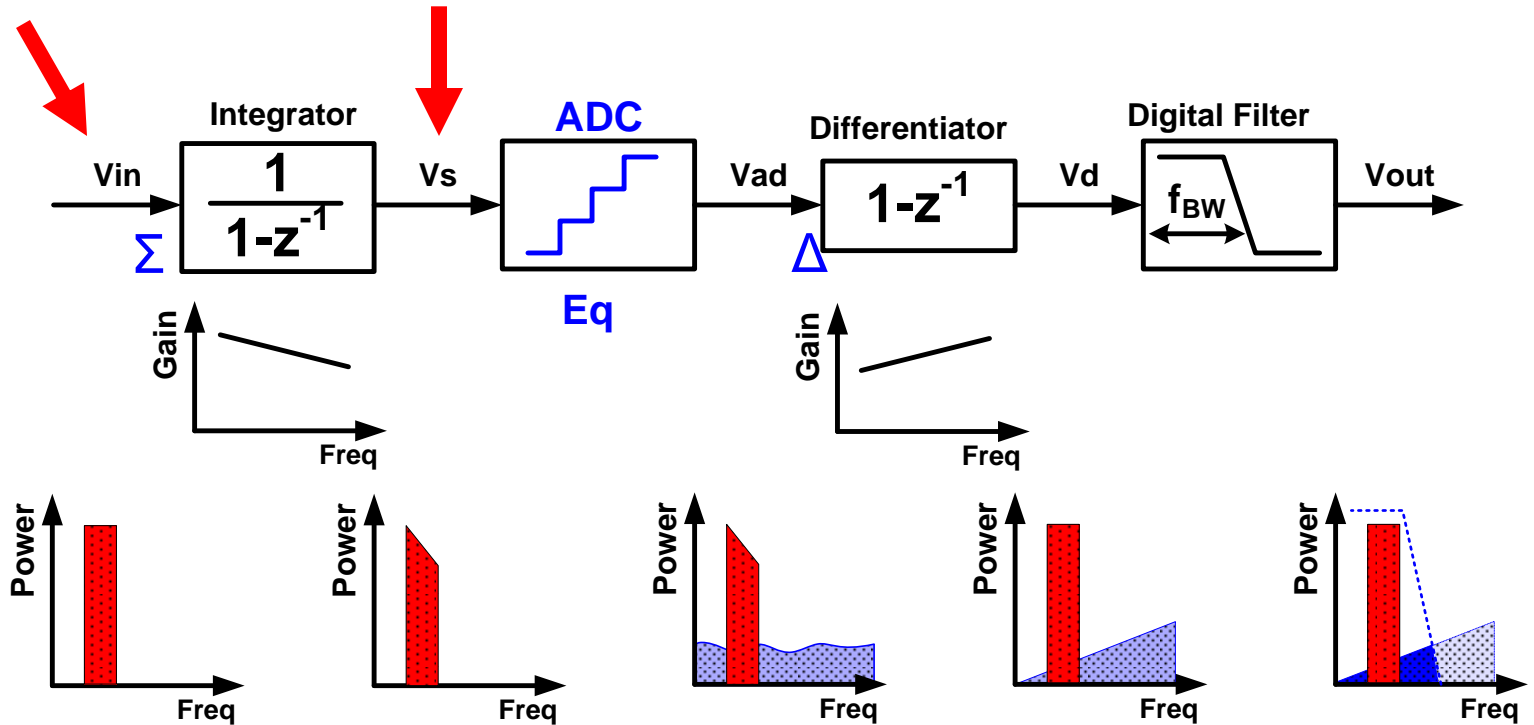 Integrator
ADC
Differentiator
Digital Filter
Vin
1
1-z⁻¹
Vs
Vad
1-z⁻¹
Vd
f_BW
Vout
Σ
Δ
Eq
Gain
Freq
Gain
Freq
Power
Freq
Power
Freq
Power
Freq
Power
Freq
Power
Freq